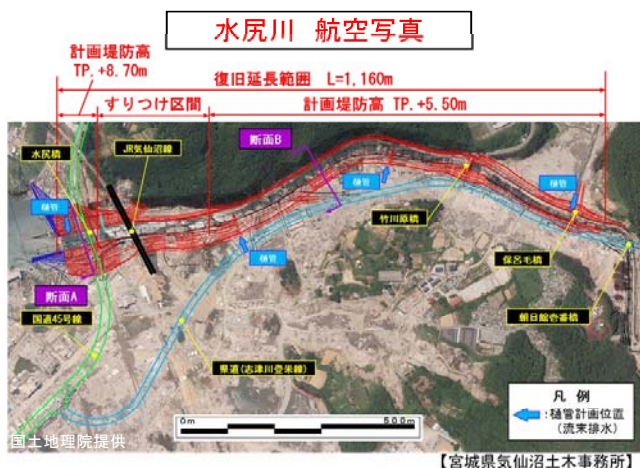 水尻川 航空写真
計画堤防高
TP.+8.70m
復旧延長範囲 L=1,160m
すりつけ区間
計画堤防高 TP.+5.50m
水尻橋
JR気仙沼線
断面B
樋管
樋管
樋管
竹川原橋
樋管
保呂毛橋
断面A
国道45号線
朝日館壱番橋
県道(志津川登米線)
凡 例
:樋管計画位置
(流末排水)
0m
500m
国土地理院提供
【宮城県気仙沼土木事務所】